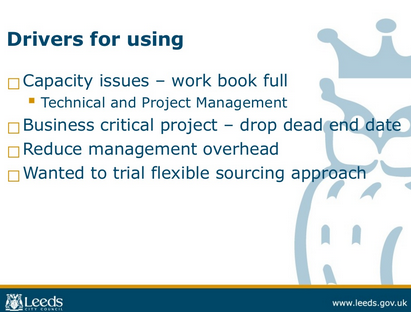 Drivers for using
Capacity issues – work book full
Technical and Project Management
Business critical project – drop dead end date
Reduce management overhead
Wanted to trial flexible sourcing approach
Leeds
CITY COUNCIL
www.leeds.gov.uk